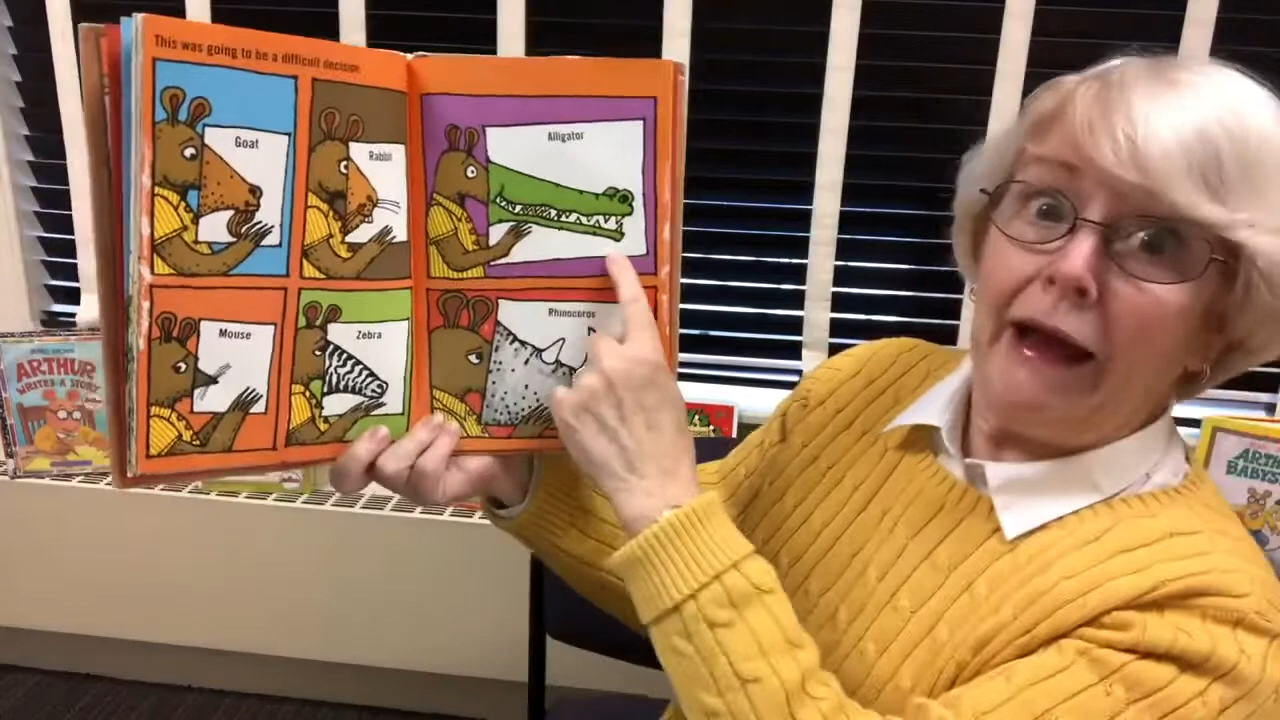 This was going to be a difficult decision.
Goat
Rabbit
Alligator
Mouse
Zebra
Rhinoceros
ARTHUR
WRITES A STORY
ARTH
BABYS